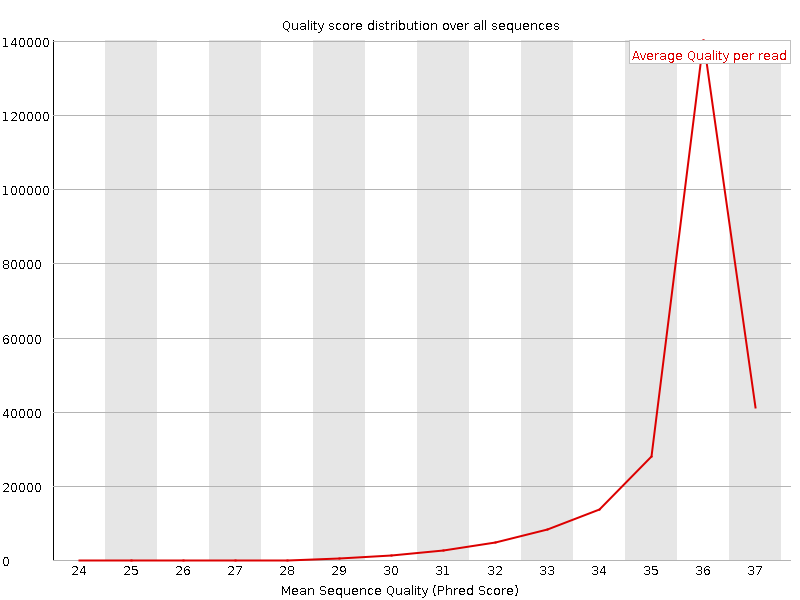 Quality score distribution over all sequences
140000
Average Quality per read
120000
100000
80000
60000
40000
20000
0
24 25 26 27 28 29 30 31 32 33 34 35 36 37
Mean Sequence Quality (Phred Score)